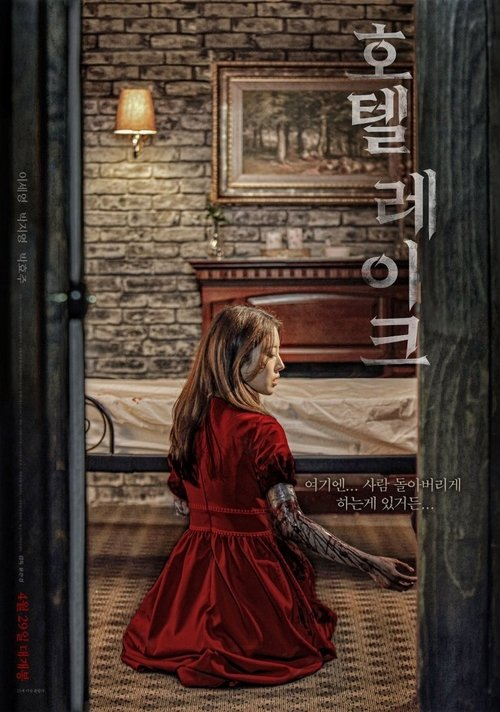 호텔 레이크
이세영 박지영 박효주
여기엔... 사람 돌아버리게
하는게 있거든...
4월 29일 대개봉